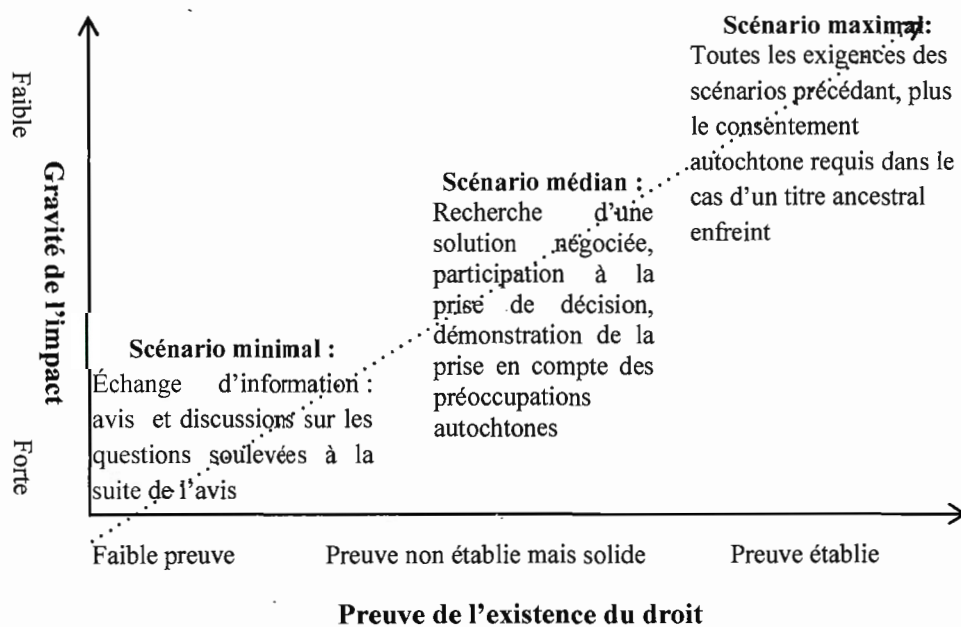 Scénario maximal:
Toutes les exigences des
scénarios précédant, plus
le consentement
autochtone requis dans le
cas d'un titre ancestral
enfreint
Scénario médian :
Recherche d'une
solution négociée,
participation à la
prise de décision,
démonstration de la
prise en compte des
préoccupations
autochtones
Scénario minimal :
Échange d'information :
avis et discussions sur les
questions soulevées à la
suite de l'avis
Faible
Gravité de l'impact
Forte
Faible preuve
Preuve non établie mais solide
Preuve établie
Preuve de l'existence du droit